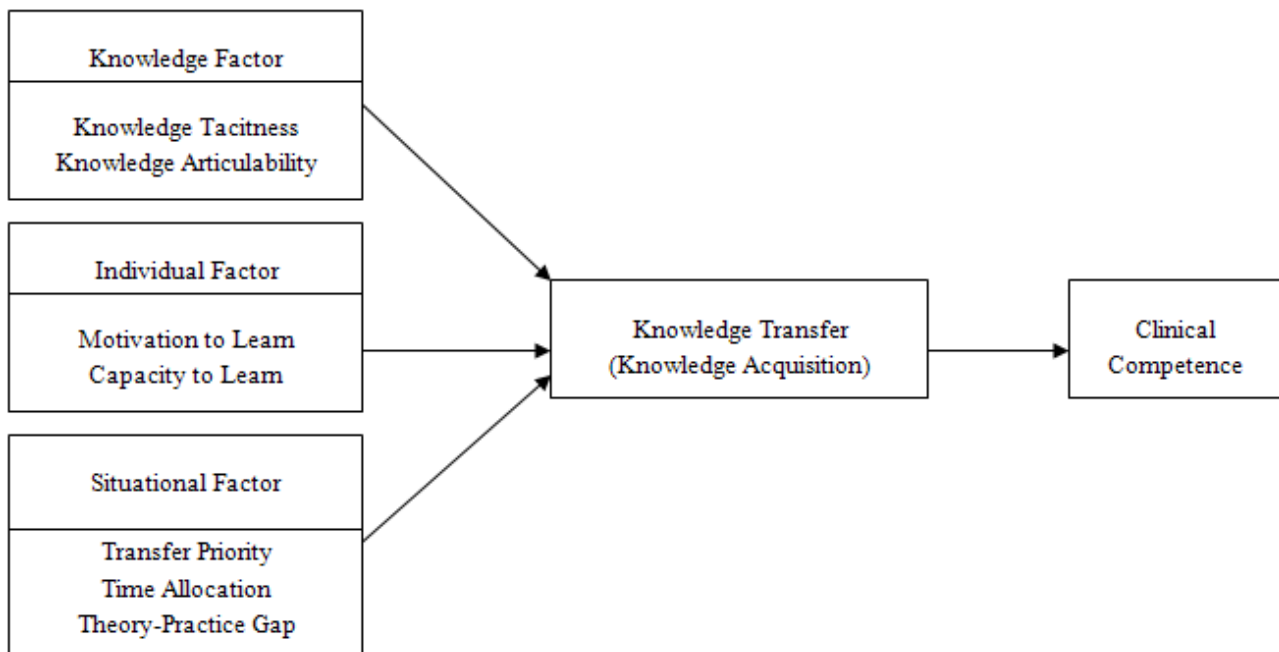 Knowledge Factor
Knowledge Tacitness
Knowledge Articulability
Individual Factor
Motivation to Learn
Capacity to Learn
Situational Factor
Transfer Priority
Time Allocation
Theory-Practice Gap
Knowledge Transfer
(Knowledge Acquisition)
Clinical
Competence